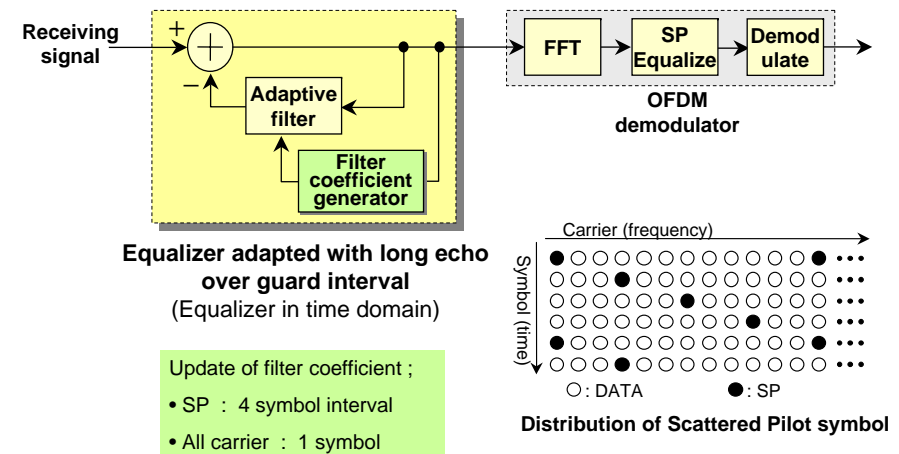 Receiving
signal
+
−
Adaptive
filter
Filter
coefficient
generator
FFT
SP
Equalize
Demod
ulate
OFDM
demodulator
Equalizer adapted with long echo
over guard interval
(Equalizer in time domain)
Update of filter coefficient ;
• SP : 4 symbol interval
• All carrier : 1 symbol
Carrier (frequency)
Symbol (time)
○: DATA ●: SP
Distribution of Scattered Pilot symbol